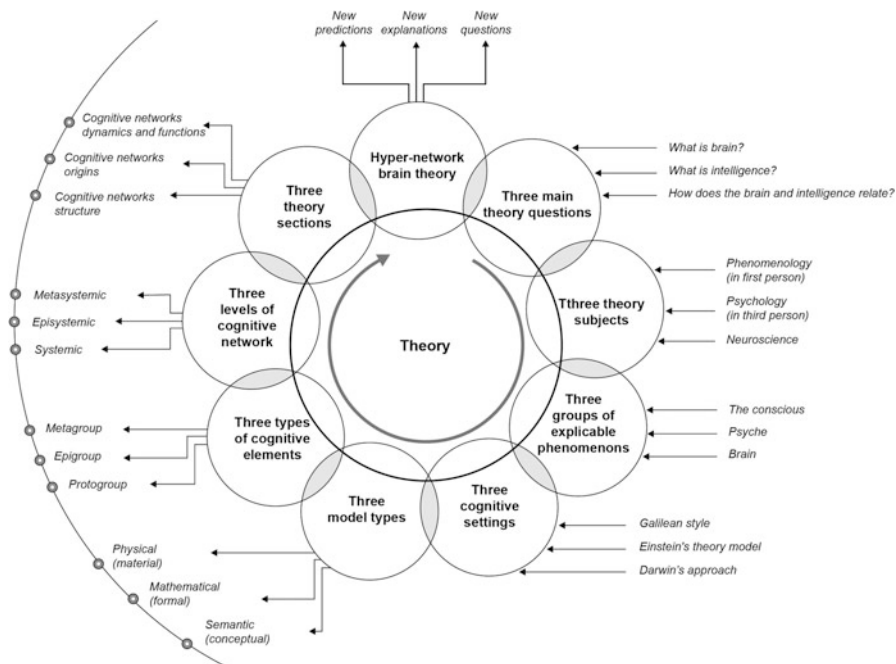 New
predictions
New
explanations
New
questions
Hyper-network
brain theory
Three main
theory questions
What is brain?
What is intelligence?
How does the brain and intelligence relate?
Tthree theory
subjects
Phenomenology
(in first person)
Psychology
(in third person)
Neuroscience
Three
groups of
explicable
phenomenons
The conscious
Psyche
Brain
Three
cognitive
settings
Galilean style
Einstein's theory model
Darwin's approach
Three
model types
Physical
(material)
Mathematical
(formal)
Semantic
(conceptual)
Three types
of cognitive
elements
Metagroup
Epigroup
Protogroup
Three
levels of
cognitive
network
Metasystemic
Episystemic
Systemic
Three
theory
sections
Cognitive networks
dynamics and functions
Cognitive networks
origins
Cognitive networks
structure
Theory